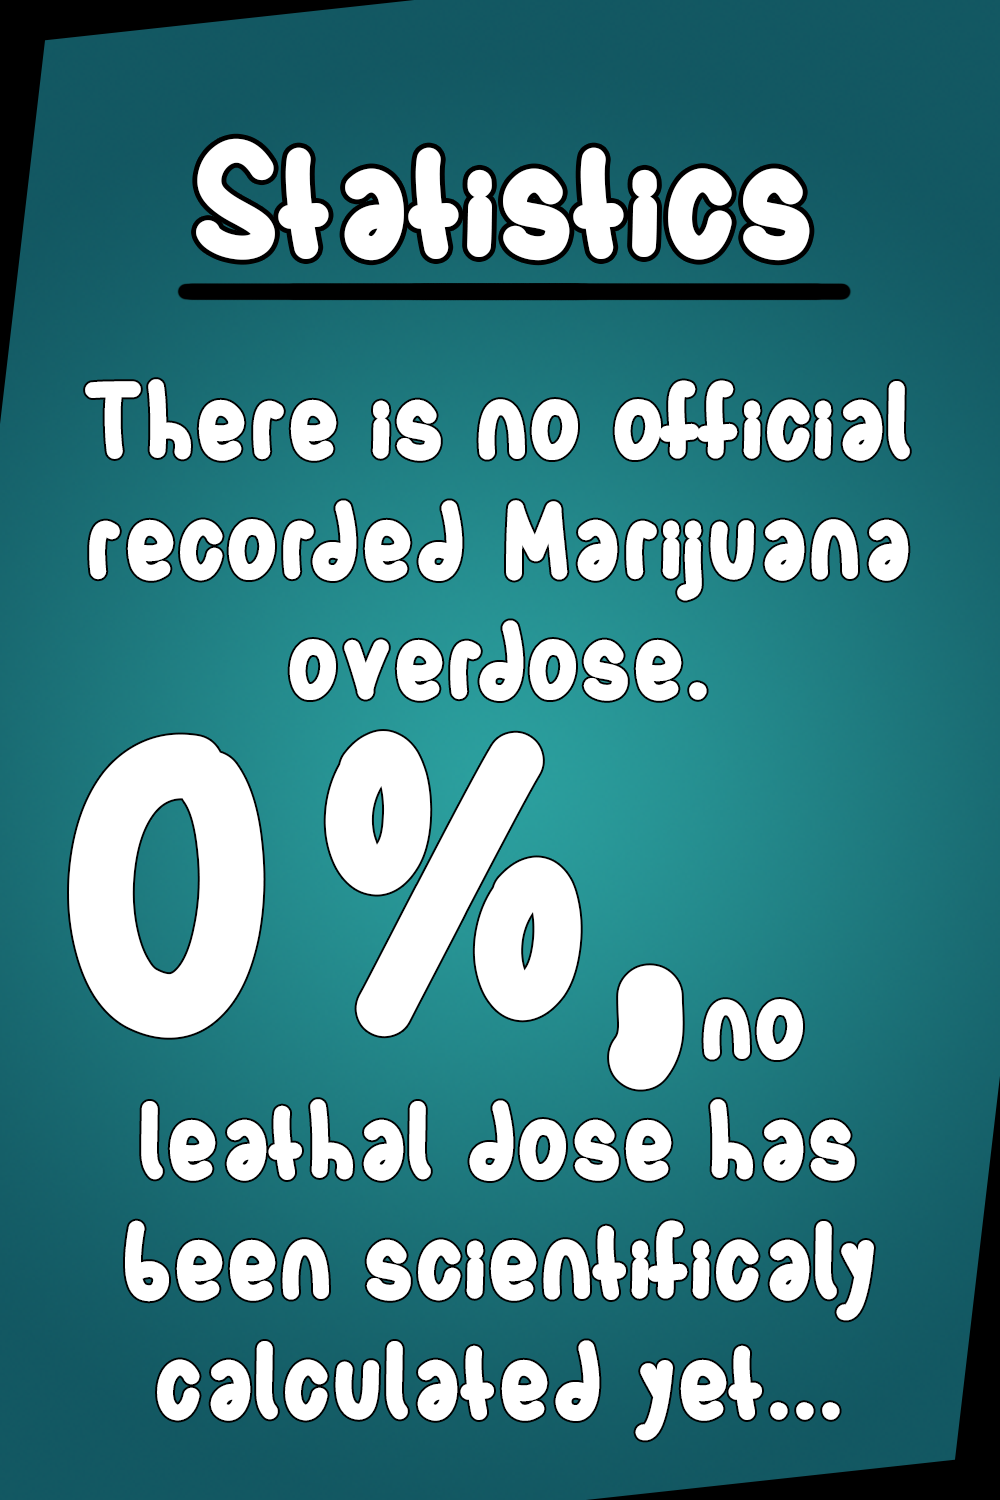 Statistics
There is no official
recorded Marijuana
overdose.
0%, no
leathal dose has
been scientificaly
calculated yet...